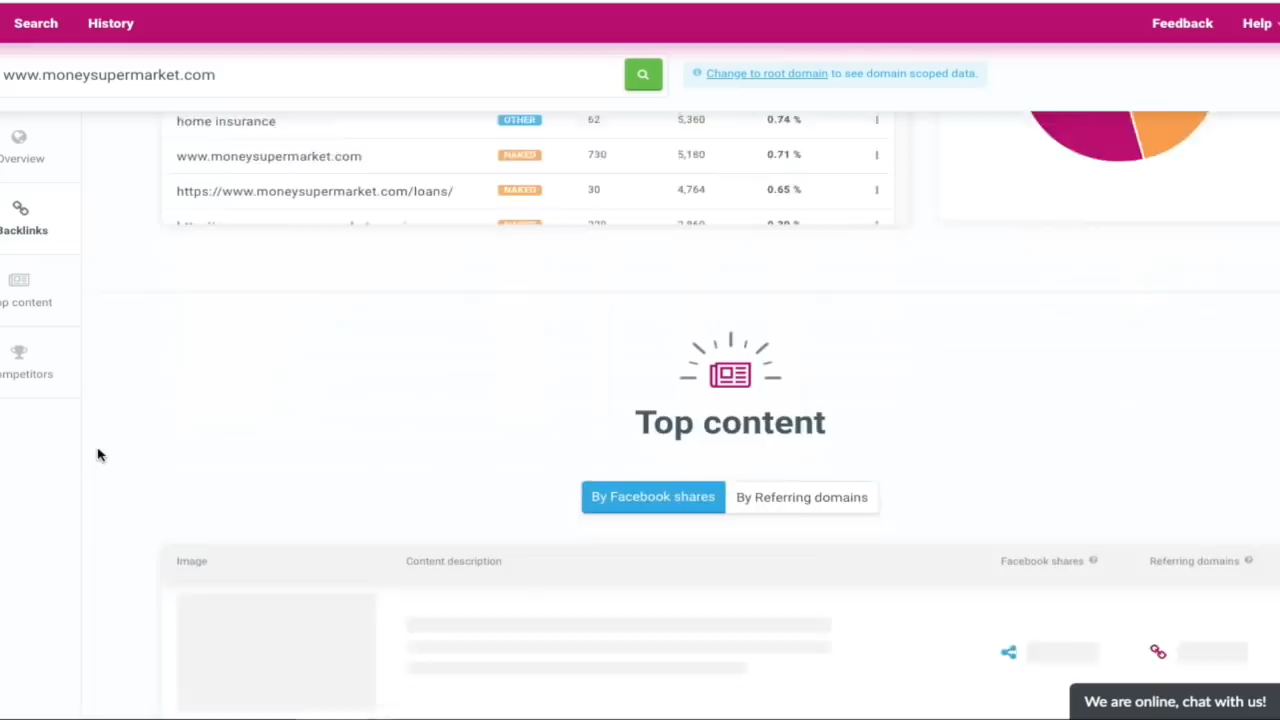 Search History Feedback Help
www.moneysupermarket.com Change to root domain to see domain scoped data.
home insurance OTHER 62 5,360 0.74 %
www.moneysupermarket.com NAKED 730 5,180 0.71 %
https://www.moneysupermarket.com/loans/ NAKED 30 4,764 0.65 %
Overview
Backlinks
op content
ompetitors
Top content
By Facebook shares By Referring domains
Image Content description Facebook shares Referring domains
We are online, chat with us!